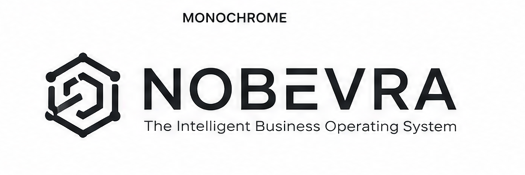 MONOCHROME
NOBEVRA
The Intelligent Business Operating System